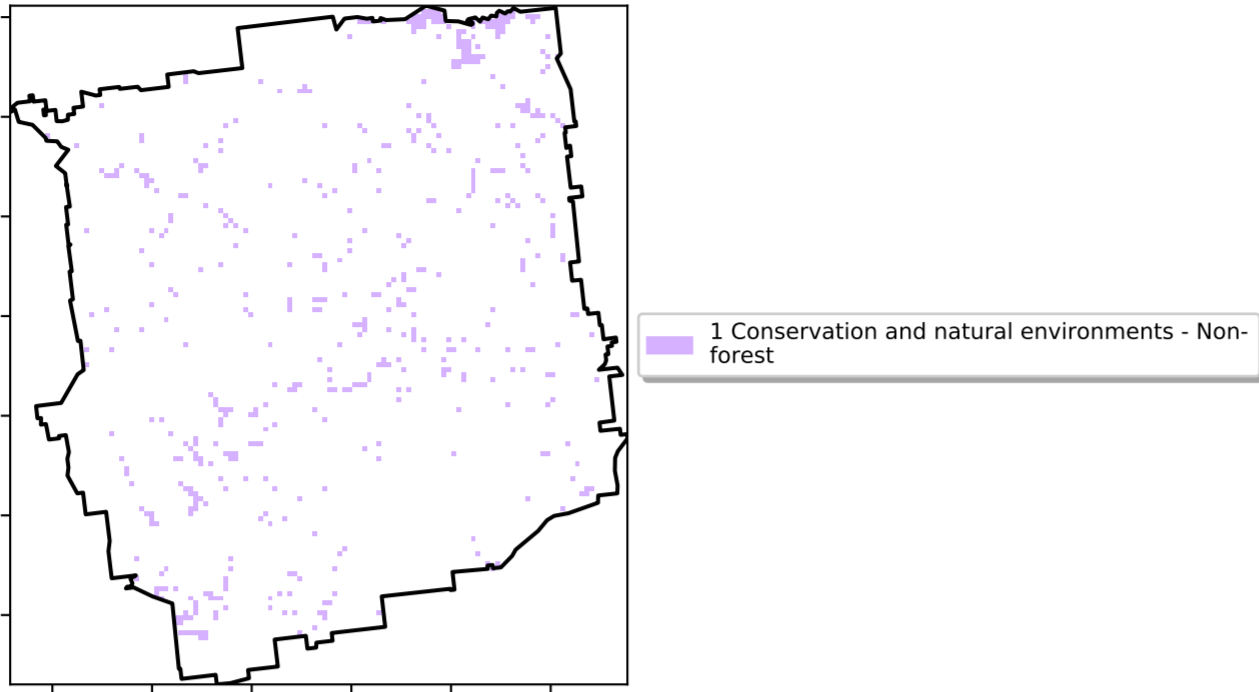 1 Conservation and natural environments - Non-
forest